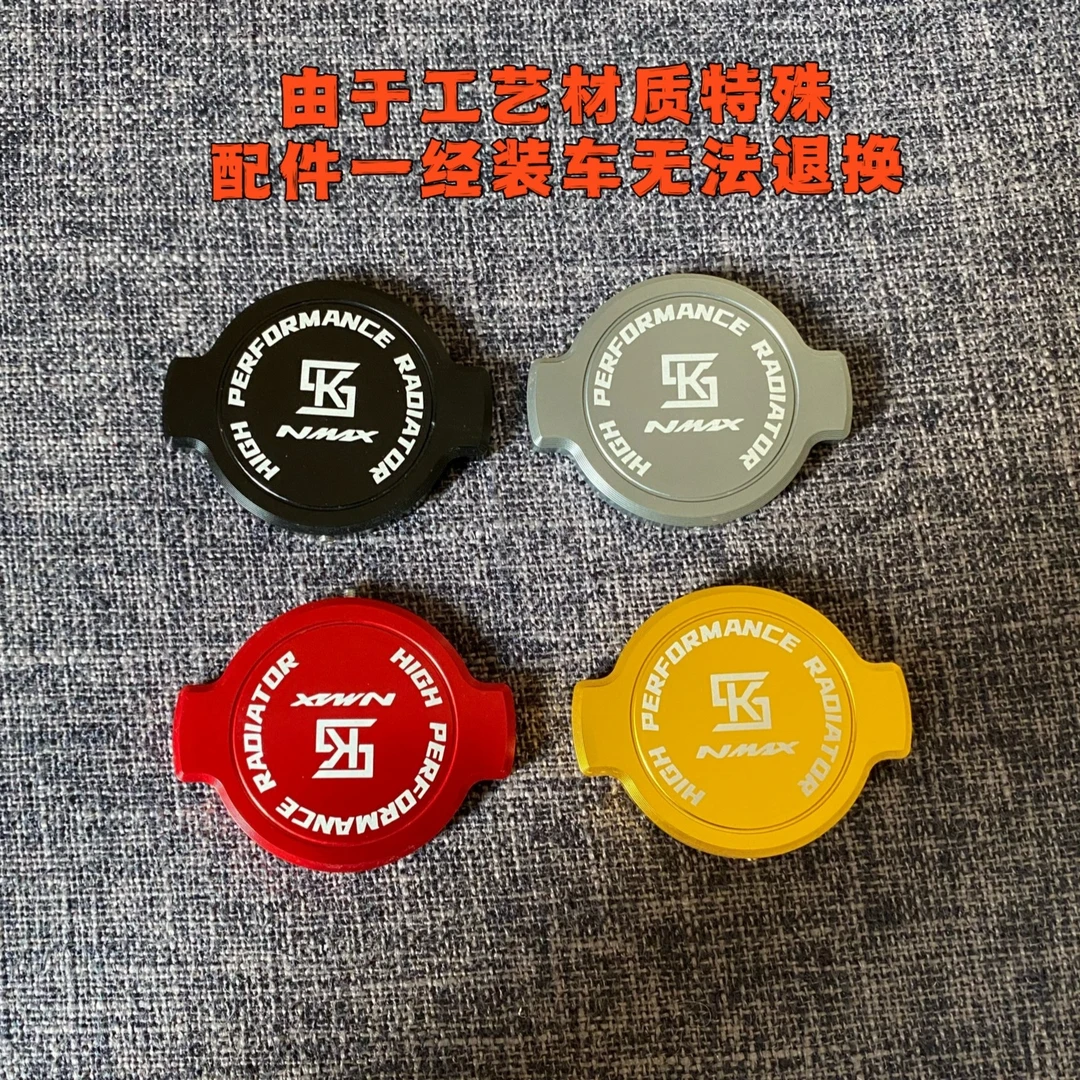 由于工艺材质特殊
配件一经装车无法退换
HIGH PERFORMANCE RADIATOR
SK
NMAX
HIGH PERFORMANCE RADIATOR
SK
NMAX
HIGH PERFORMANCE RADIATOR
SK
NMAX
HIGH PERFORMANCE RADIATOR
SK
NMAX